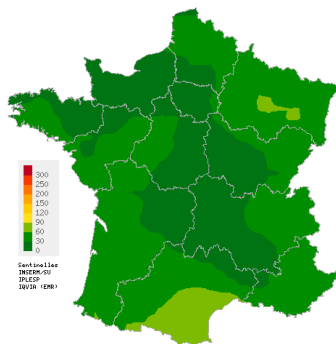 300
250
200
150
120
90
60
30
0
Sentinelles
INSERM/SU
IPLESP
IQVIA (EMR)